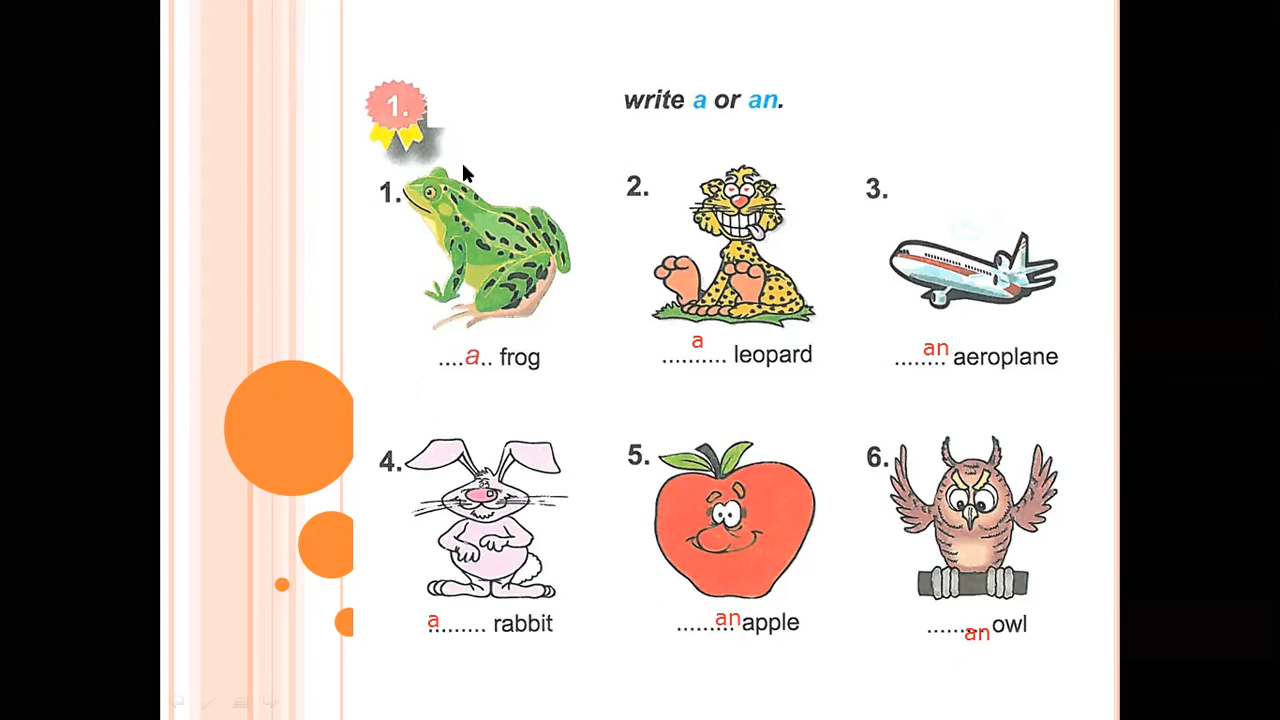 1.
write a or an.
1.
2.
3.
....a.. frog
a
.......... leopard
an
........ aeroplane
4.
5.
6.
a......... rabbit
an
.......... apple
.......... owl
an